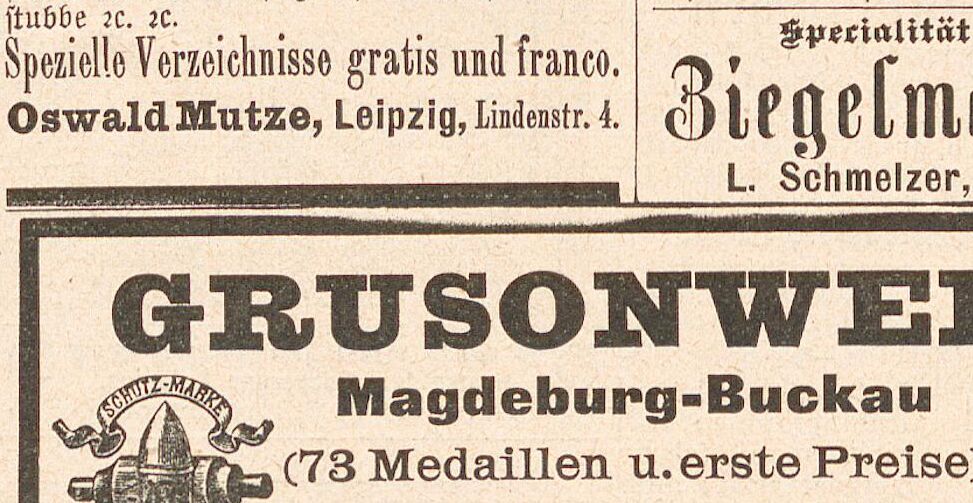 ſtubbe ꝛc. ꝛc.
Spezielle Verzeichnisse gratis und franco.
Oswald Mutze, Leipzig, Lindenstr. 4.
Specialität
Ziegelm
L. Schmelzer,
GRUSONWE
Magdeburg-Buckau
SCHUTZ-MARKE
(73 Medaillen u. erste Preise